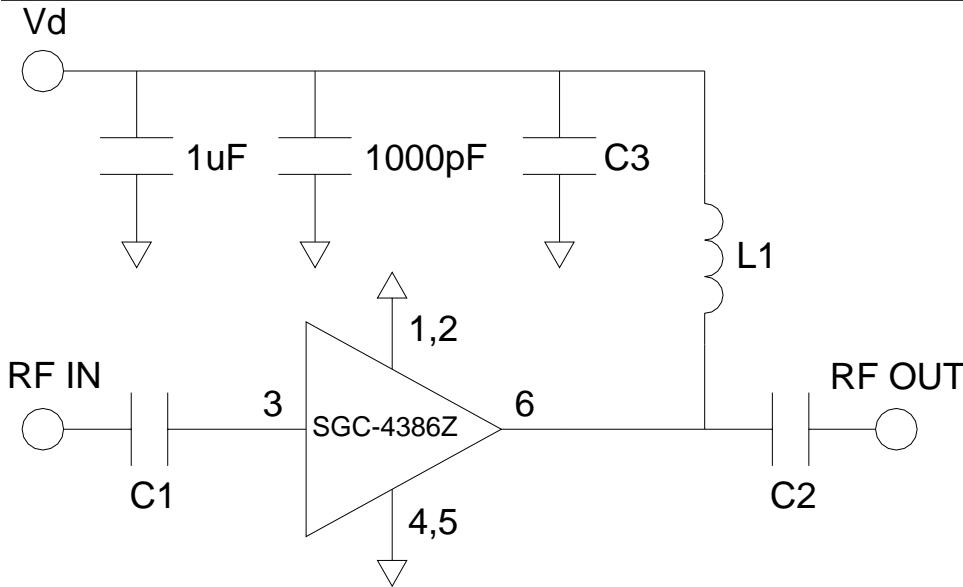 Vd
1uF
1000pF
C3
L1
1,2
RF IN
RF OUT
3
SGC-4386Z
6
C1
C2
4,5